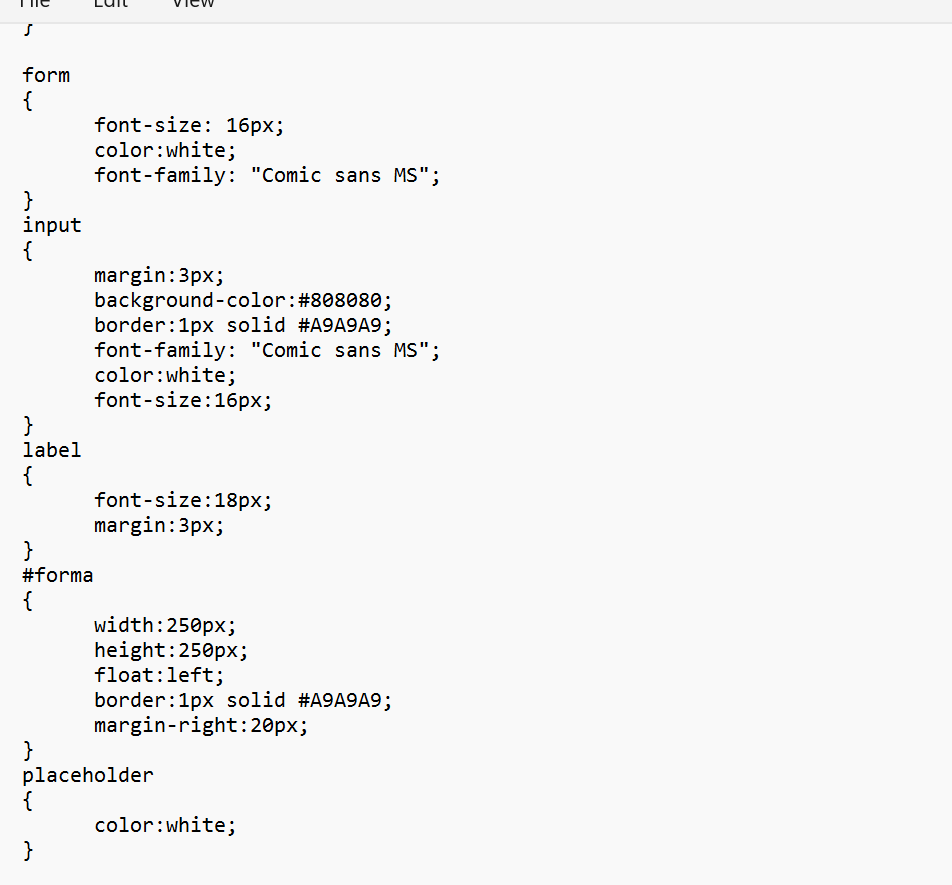 File Edit View
}
form
{
font-size: 16px;
color:white;
font-family: "Comic sans MS";
}
input
{
margin:3px;
background-color:#808080;
border:1px solid #A9A9A9;
font-family: "Comic sans MS";
color:white;
font-size:16px;
}
label
{
font-size:18px;
margin:3px;
}
#forma
{
width:250px;
height:250px;
float:left;
border:1px solid #A9A9A9;
margin-right:20px;
}
placeholder
{
color:white;
}